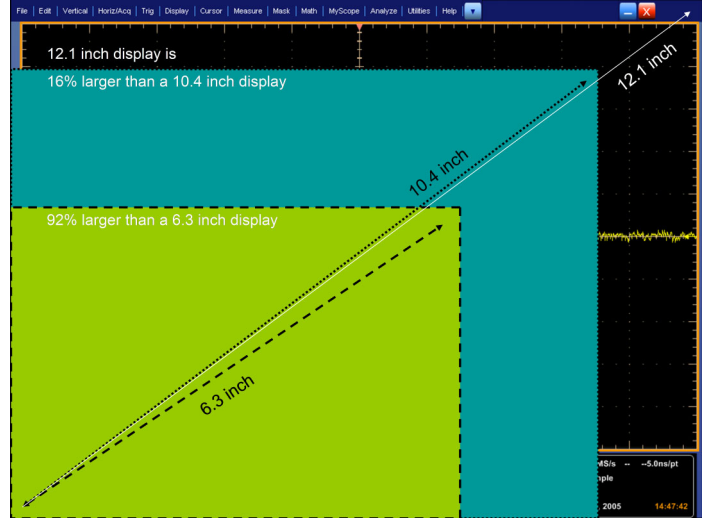 File | Edit | Vertical | Horiz/Acq | Trig | Display | Cursor | Measure | Mask | Math | MyScope | Analyze | Utilities | Help
12.1 inch display is
16% larger than a 10.4 inch display
12.1 inch
10.4 inch
92% larger than a 6.3 inch display
6.3 inch
MS/s -- --5.0ns/pt
2005 14:47:42